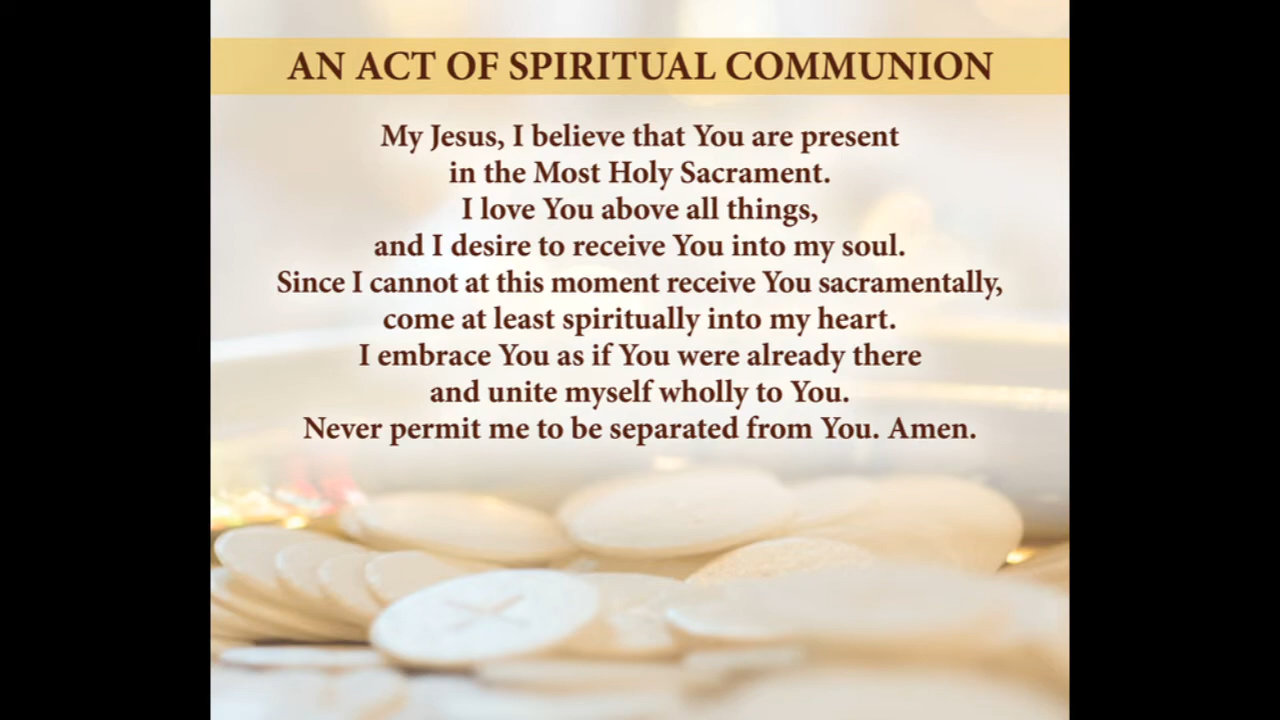 AN ACT OF SPIRITUAL COMMUNION
My Jesus, I believe that You are present
in the Most Holy Sacrament.
I love You above all things,
and I desire to receive You into my soul.
Since I cannot at this moment receive You sacramentally,
come at least spiritually into my heart.
I embrace You as if You were already there
and unite myself wholly to You.
Never permit me to be separated from You. Amen.